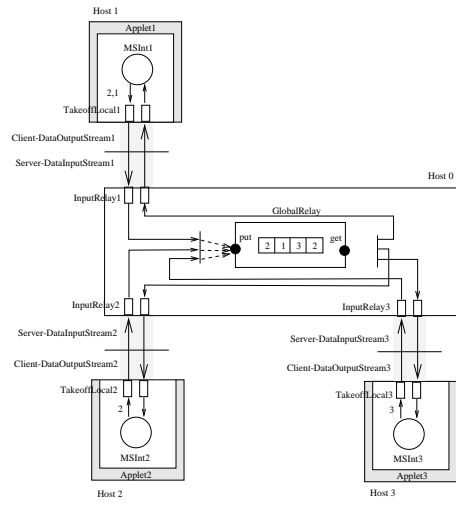 Host 1
Applet1
MSInt1
2,1
TakeoffLocal1
Client-DataOutputStream1
Server-DataInputStream1
Host 0
InputRelay1
GlobalRelay
put
get
2 1 3 2
InputRelay2
InputRelay3
Server-DataInputStream2
Server-DataInputStream3
Client-DataOutputStream2
Client-DataOutputStream3
TakeoffLocal2
TakeoffLocal3
2
3
MSInt2
MSInt3
Applet2
Applet3
Host 2
Host 3